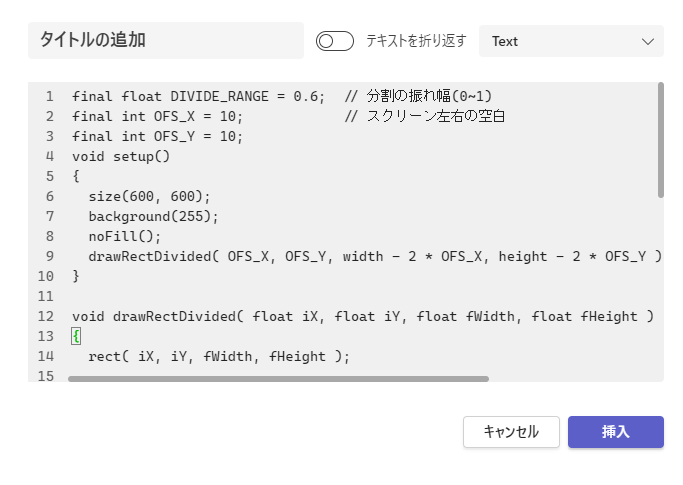 タイトルの追加
テキストを折り返す
Text
1 final float DIVIDE_RANGE = 0.6;  // 分割の振れ幅(0~1)
2 final int OFS_X = 10;            // スクリーン左右の空白
3 final int OFS_Y = 10;
4 void setup()
5 {
6   size(600, 600);
7   background(255);
8   noFill();
9   drawRectDivided( OFS_X, OFS_Y, width - 2 * OFS_X, height - 2 * OFS_Y )
10 }
11
12 void drawRectDivided( float iX, float iY, float fWidth, float fHeight )
13 {
14   rect( iX, iY, fWidth, fHeight );
15
キャンセル
挿入